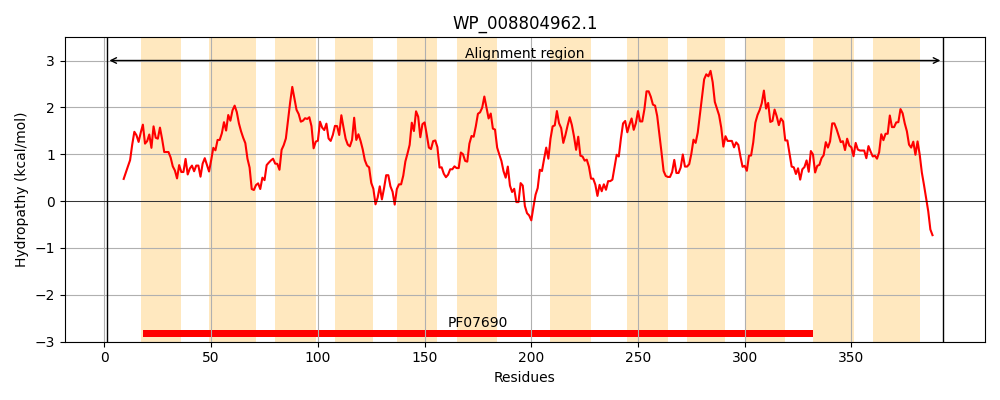 WP_008804962.1
Alignment region
3
2
1
0
−1
−2
−3
Hydropathy (kcal/mol)
PF07690
0 50 100 150 200 250 300 350
Residues